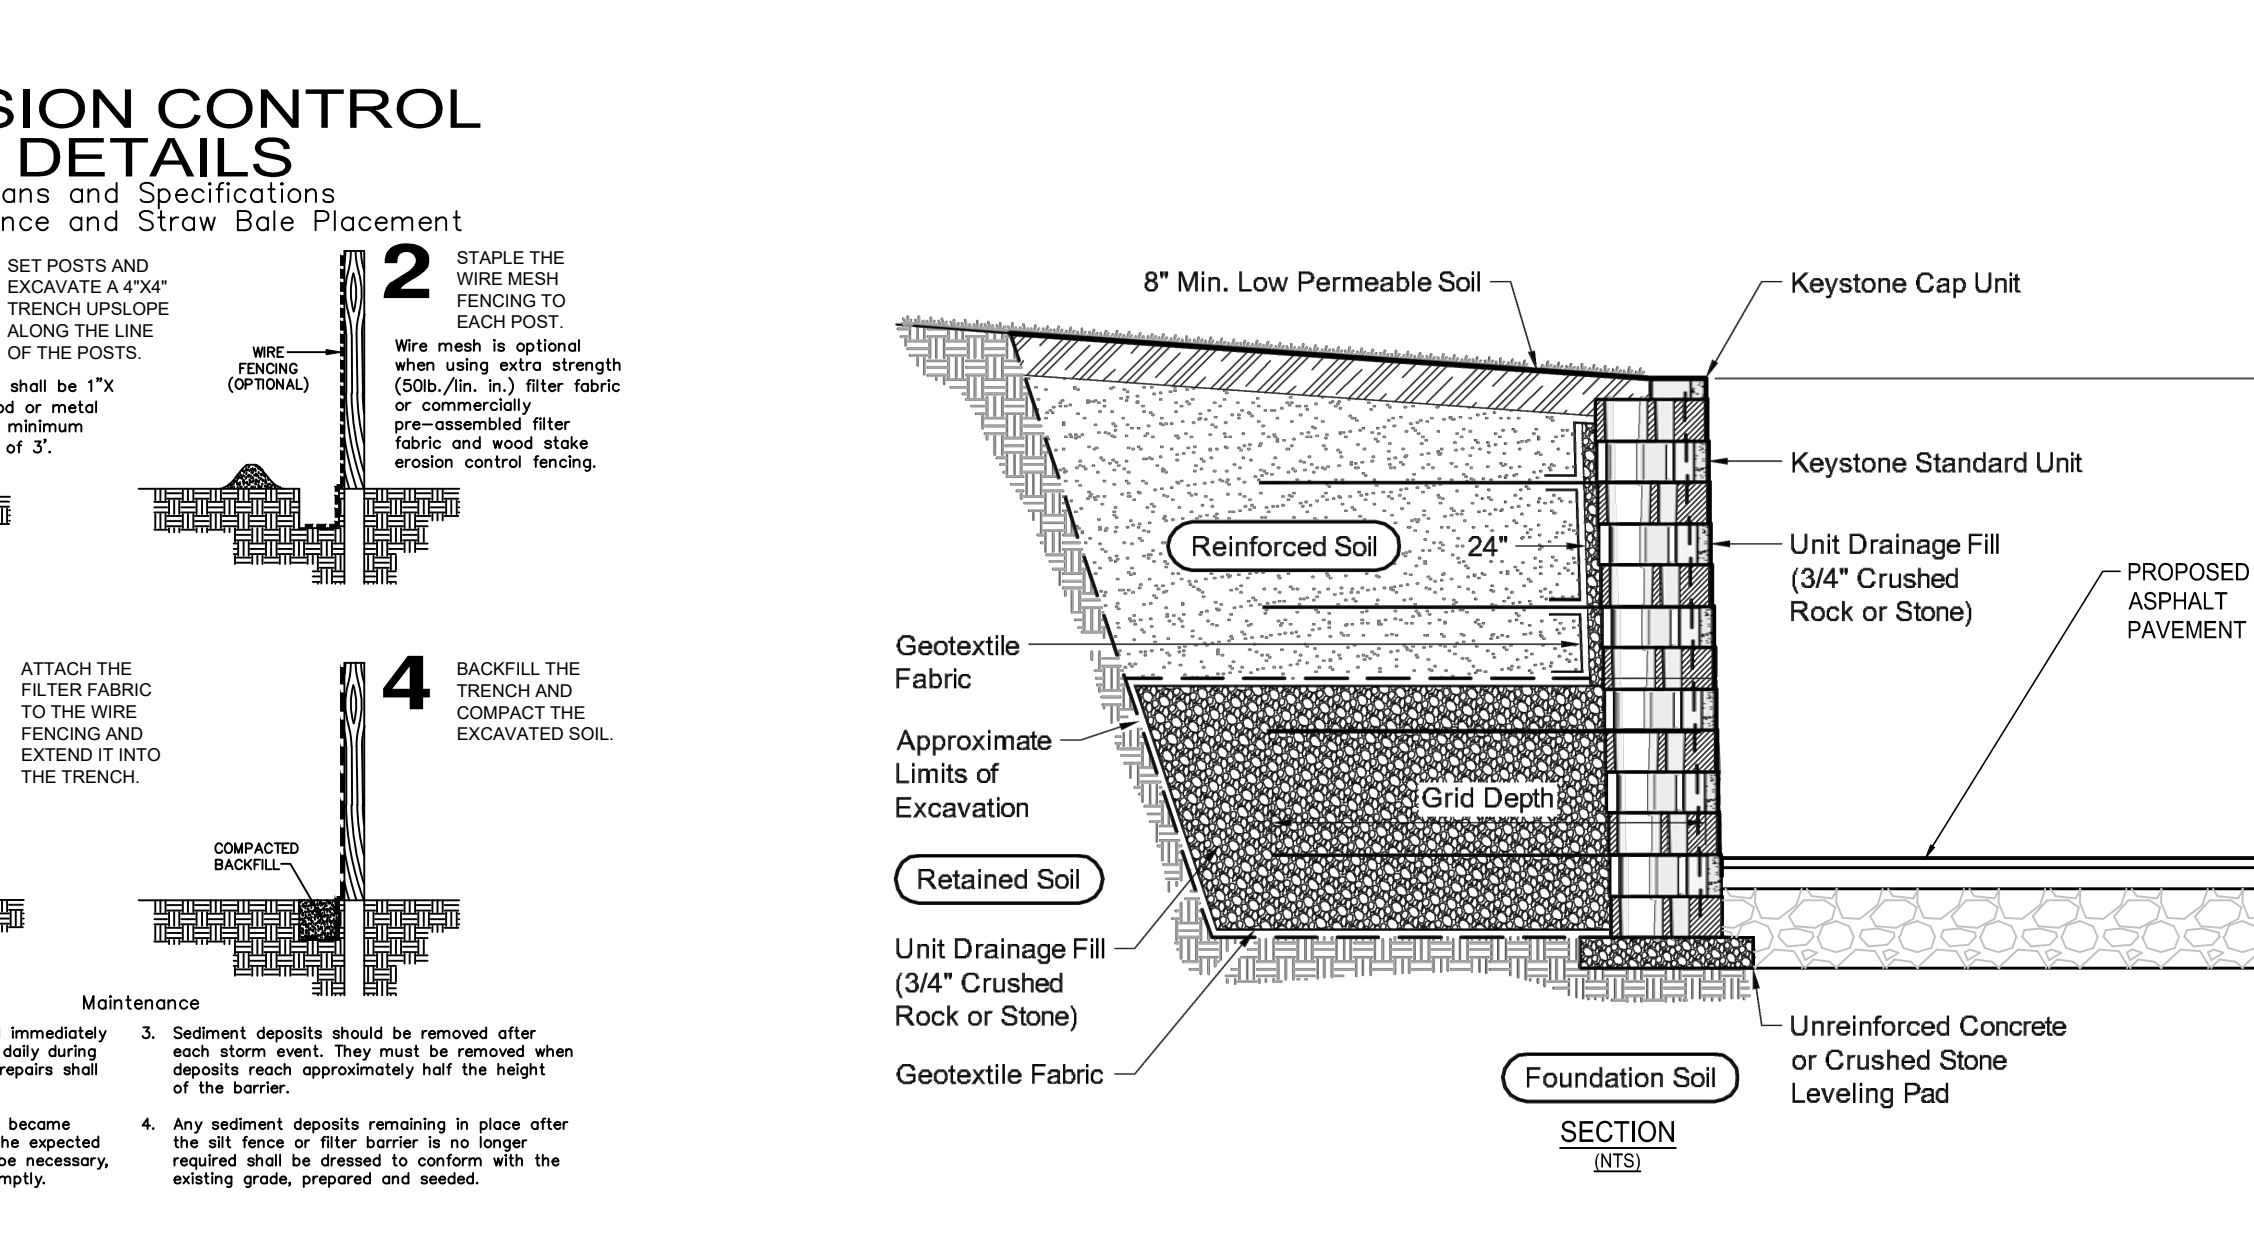 SION CONTROL
DETAILS
ans and Specifications
nce and Straw Bale Placement
SET POSTS AND
EXCAVATE A 4"X4"
TRENCH UPSLOPE
ALONG THE LINE
OF THE POSTS.
shall be 1"X
od or metal
minimum
of 3'.
WIRE
FENCING
(OPTIONAL)
2
STAPLE THE
WIRE MESH
FENCING TO
EACH POST.
Wire mesh is optional
when using extra strength
(50lb./lin. in.) filter fabric
or commercially
pre-assembled filter
fabric and wood stake
erosion control fencing.
ATTACH THE
FILTER FABRIC
TO THE WIRE
FENCING AND
EXTEND IT INTO
THE TRENCH.
COMPACTED
BACKFILL
4
BACKFILL THE
TRENCH AND
COMPACT THE
EXCAVATED SOIL.
Maintenance
immediately
daily during
repairs shall
became
he expected
be necessary,
mptly.
3. Sediment deposits should be removed after
each storm event. They must be removed when
deposits reach approximately half the height
of the barrier.
4. Any sediment deposits remaining in place after
the silt fence or filter barrier is no longer
required shall be dressed to conform with the
existing grade, prepared and seeded.
8" Min. Low Permeable Soil
Keystone Cap Unit
Keystone Standard Unit
Reinforced Soil
24"
Unit Drainage Fill
(3/4" Crushed
Rock or Stone)
PROPOSED
ASPHALT
PAVEMENT
Geotextile
Fabric
Approximate
Limits of
Excavation
Grid Depth
Retained Soil
Unit Drainage Fill
(3/4" Crushed
Rock or Stone)
Geotextile Fabric
Foundation Soil
Unreinforced Concrete
or Crushed Stone
Leveling Pad
SECTION
(NTS)